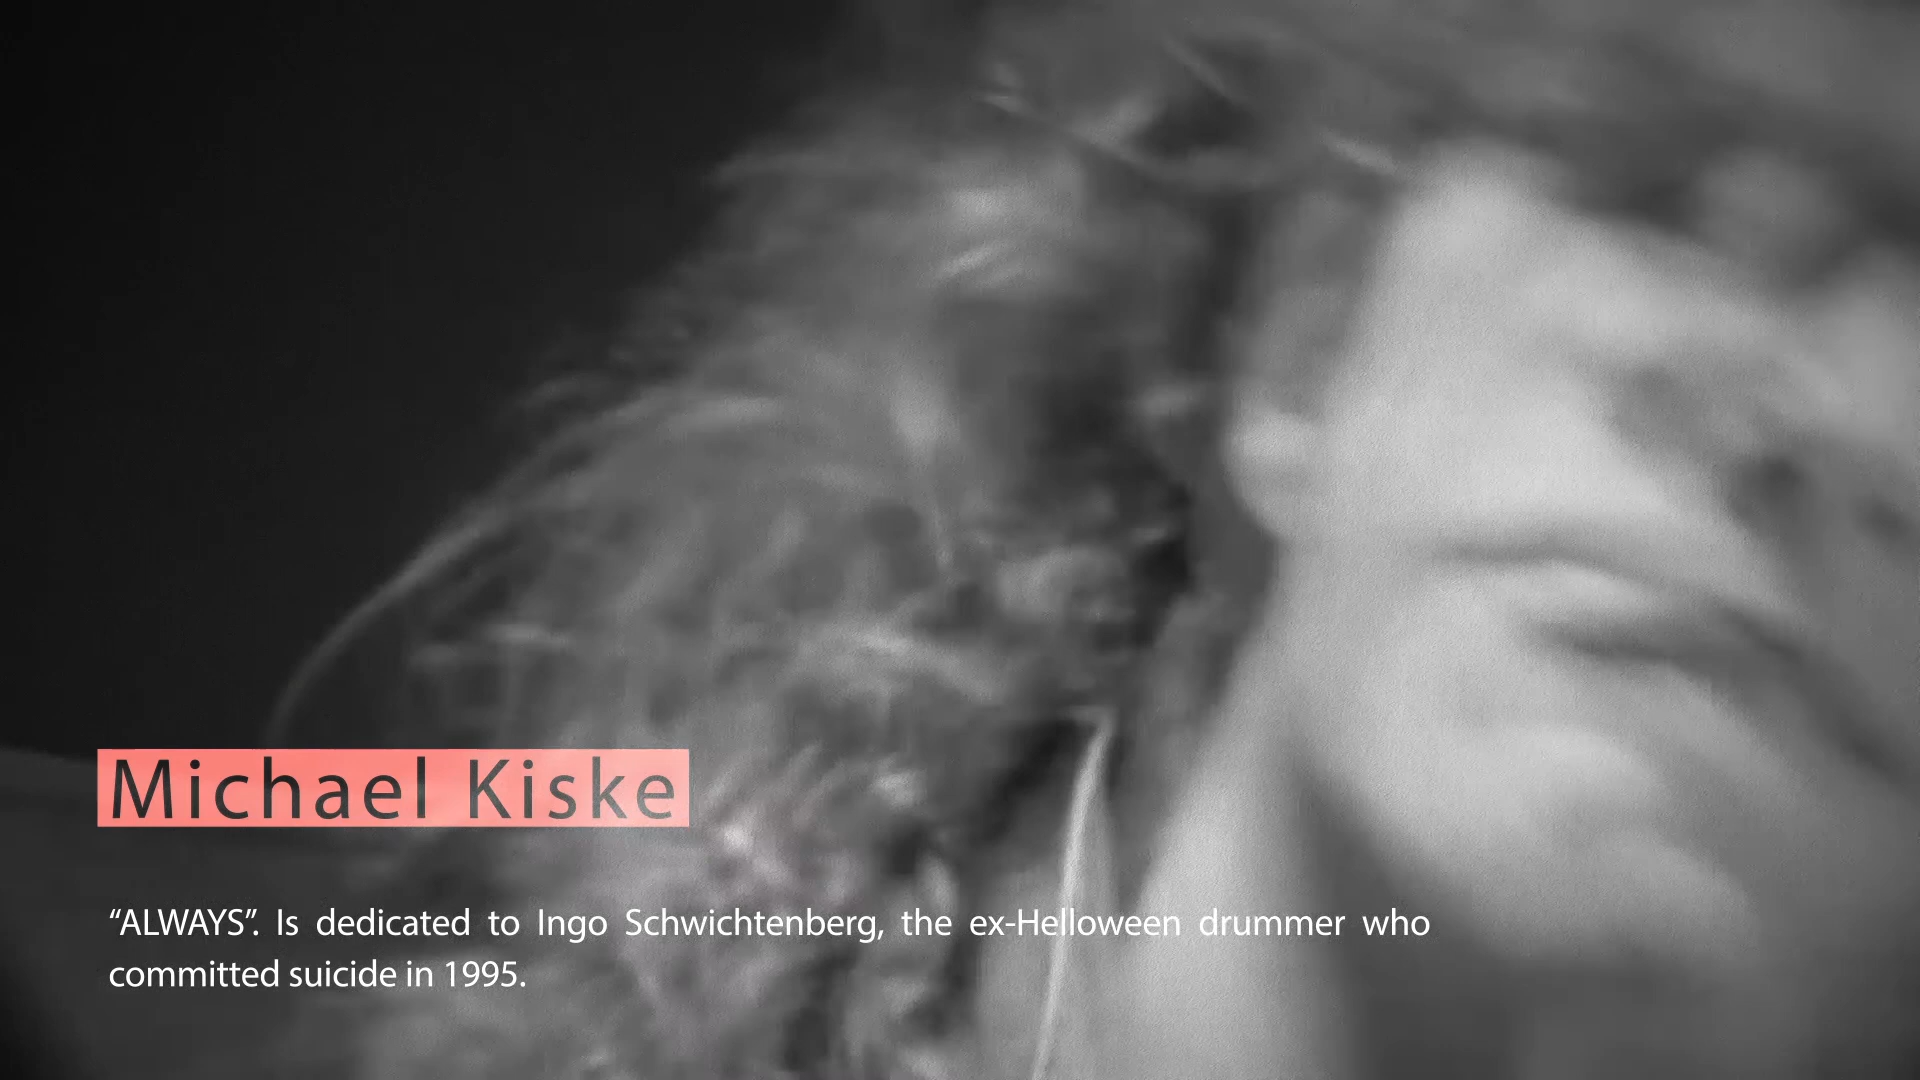 Michael Kiske
“ALWAYS”. Is dedicated to Ingo Schwichtenberg, the ex-Helloween drummer who
committed suicide in 1995.